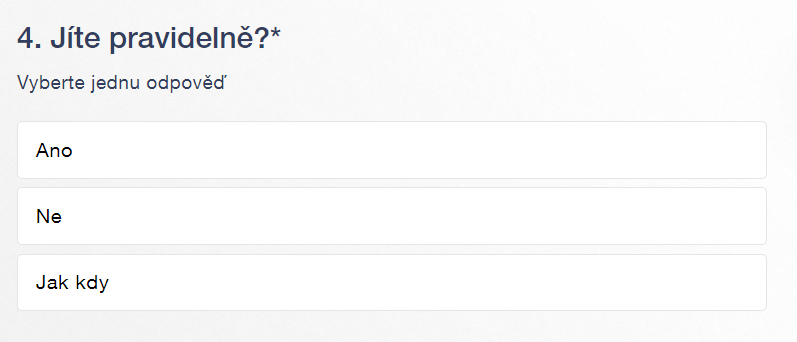 4. Jíte pravidelně?*
Vyberte jednu odpověď
Ano
Ne
Jak kdy